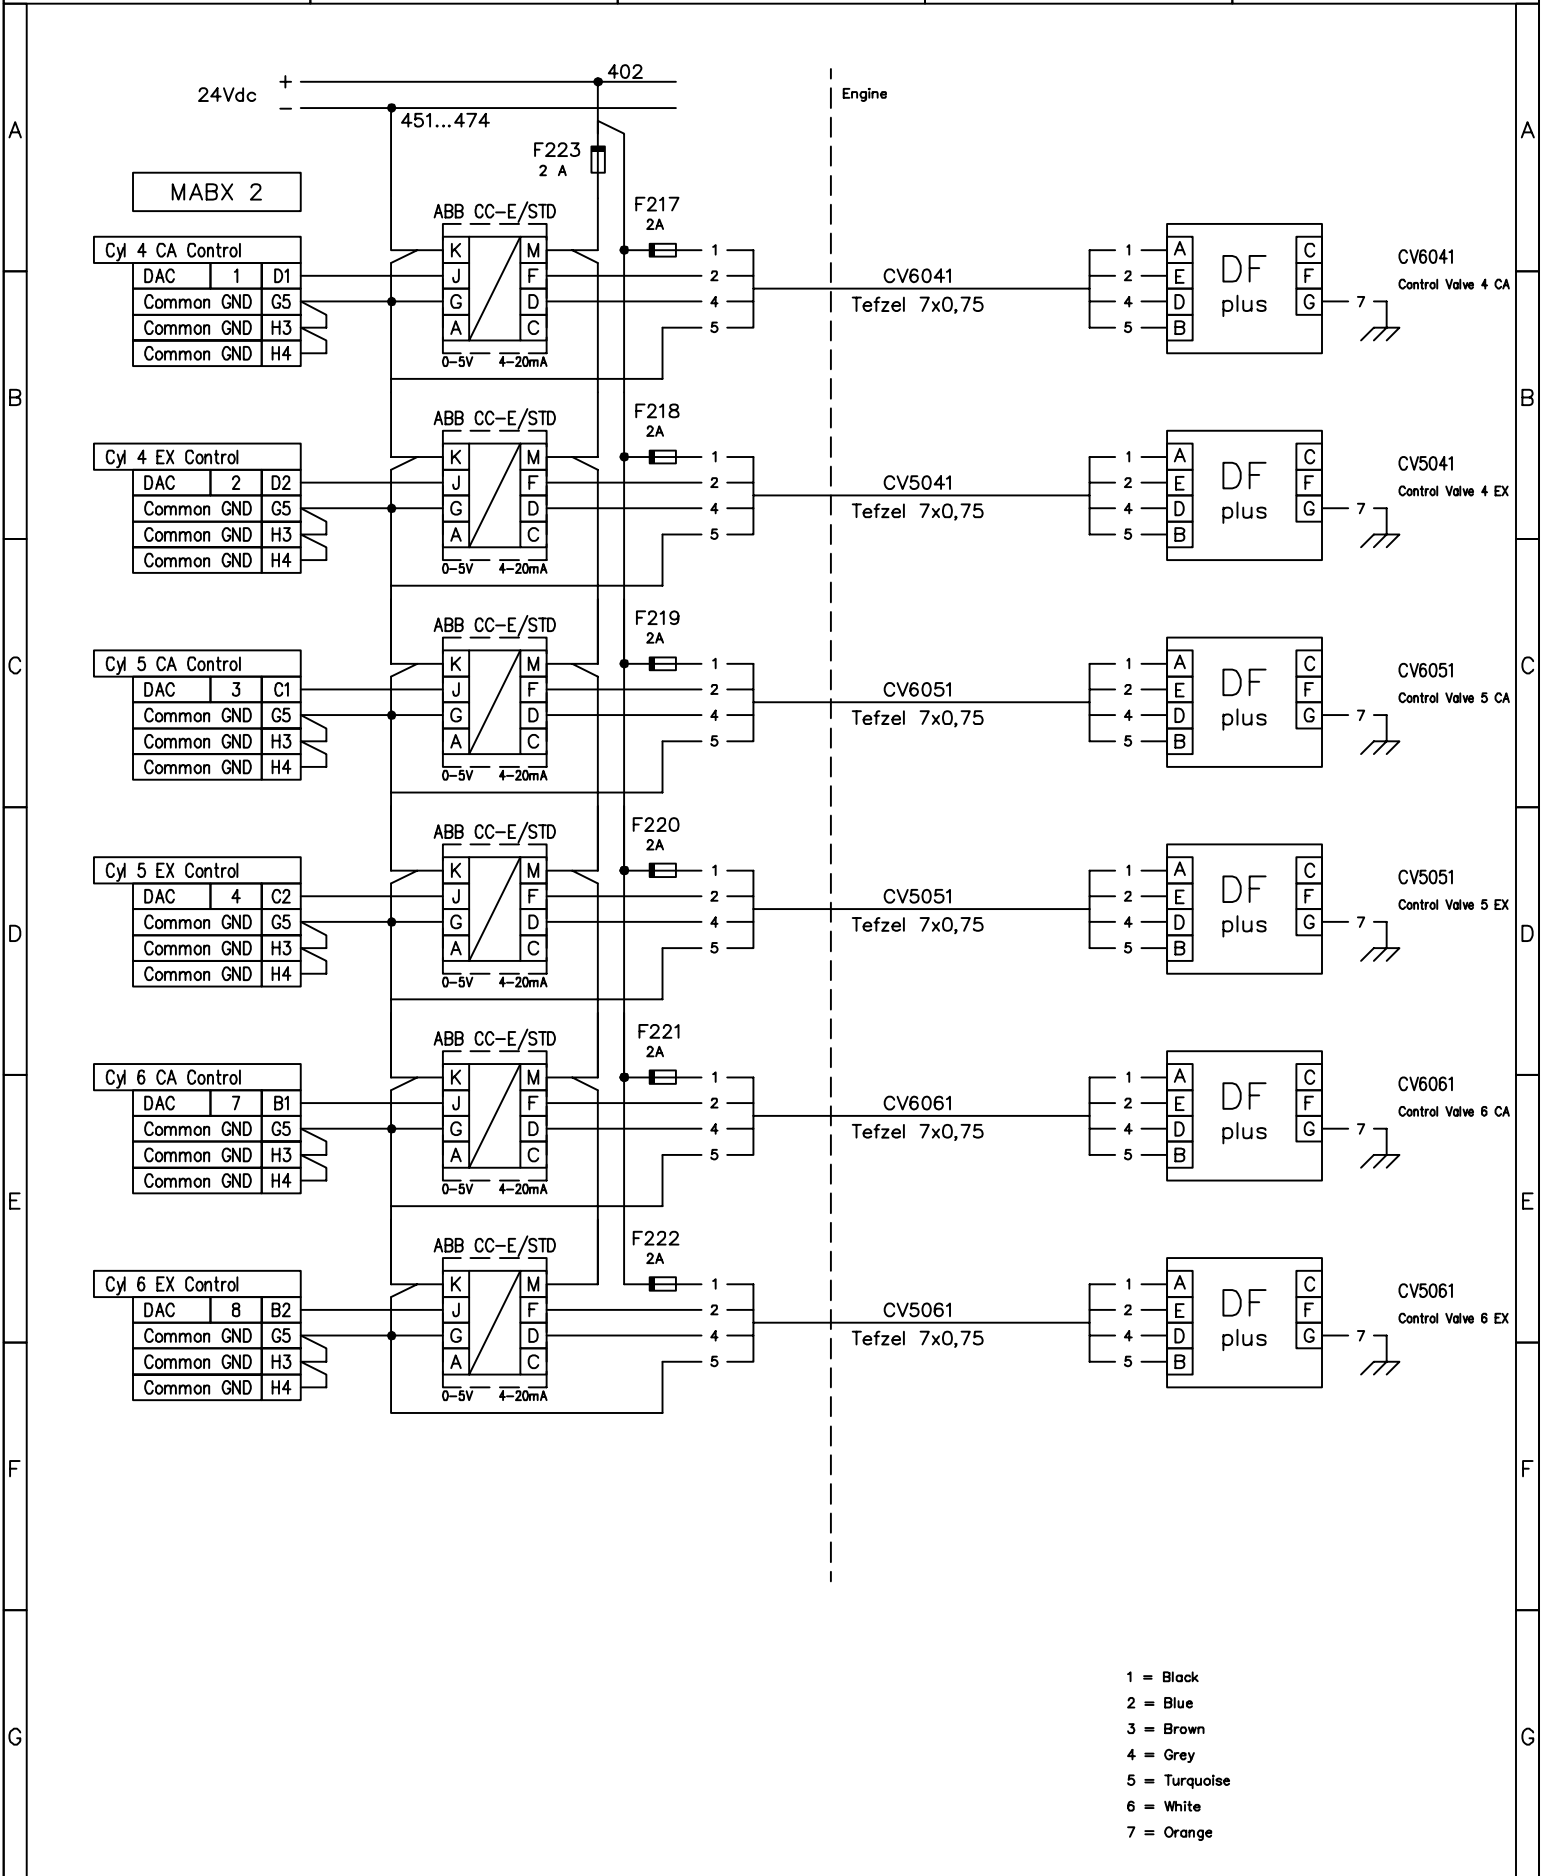 402
+
24Vdc
−
Engine
451...474
A
A
F223
2 A
MABX 2
ABB CC-E/STD
F217
2A
Cyl 4 CA Control
K M 1 1 A C
DF
plus
CV6041
DAC 1 D1 J F 2 CV6041 2 E F
Control Valve 4 CA
Common GND G5 G D 4 Tefzel 7x0,75 4 D G 7
Common GND H3 A C 5 5 B
Common GND H4
0-5V 4-20mA
B
B
ABB CC-E/STD
F218
2A
Cyl 4 EX Control
K M 1 1 A C
DF
plus
CV5041
DAC 2 D2 J F 2 CV5041 2 E F
Control Valve 4 EX
Common GND G5 G D 4 Tefzel 7x0,75 4 D G 7
Common GND H3 A C 5 5 B
Common GND H4
0-5V 4-20mA
ABB CC-E/STD
F219
2A
C
C
Cyl 5 CA Control
K M 1 1 A C
DF
plus
CV6051
DAC 3 C1 J F 2 CV6051 2 E F
Control Valve 5 CA
Common GND G5 G D 4 Tefzel 7x0,75 4 D G 7
Common GND H3 A C 5 5 B
Common GND H4
0-5V 4-20mA
ABB CC-E/STD
F220
2A
Cyl 5 EX Control
K M 1 1 A C
DF
plus
CV5051
DAC 4 C2 J F 2 CV5051 2 E F
Control Valve 5 EX
Common GND G5 G D 4 Tefzel 7x0,75 4 D G 7
D
D
Common GND H3 A C 5 5 B
Common GND H4
0-5V 4-20mA
ABB CC-E/STD
F221
2A
Cyl 6 CA Control
K M 1 1 A C
DF
plus
CV6061
DAC 7 B1 J F 2 CV6061 2 E F
Control Valve 6 CA
Common GND G5 G D 4 Tefzel 7x0,75 4 D G 7
Common GND H3 A C 5 5 B
Common GND H4
0-5V 4-20mA
E
E
ABB CC-E/STD
F222
2A
Cyl 6 EX Control
K M 1 1 A C
DF
plus
CV5061
DAC 8 B2 J F 2 CV5061 2 E F
Control Valve 6 EX
Common GND G5 G D 4 Tefzel 7x0,75 4 D G 7
Common GND H3 A C 5 5 B
Common GND H4
0-5V 4-20mA
F
F
1 = Black
2 = Blue
3 = Brown
G
G
4 = Grey
5 = Turquoise
6 = White
7 = Orange